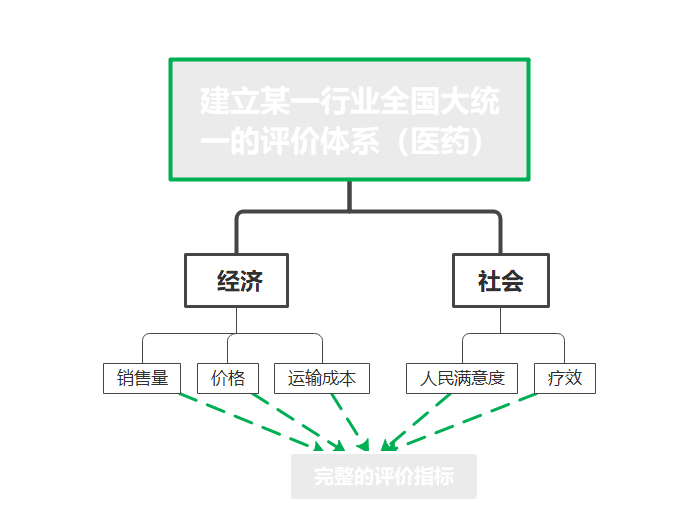 建立某一行业全国大统
一的评价体系（医药）
经济
社会
销售量
价格
运输成本
人民满意度
疗效
完整的评价指标